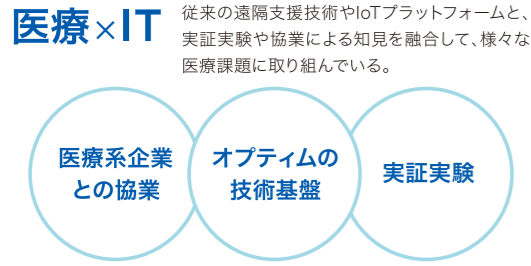 医療×IT
従来の遠隔支援技術やIoTプラットフォームと、
実証実験や協業による知見を融合して、様々な
医療課題に取り組んでいる。
医療系企業
との協業
オプティムの
技術基盤
実証実験